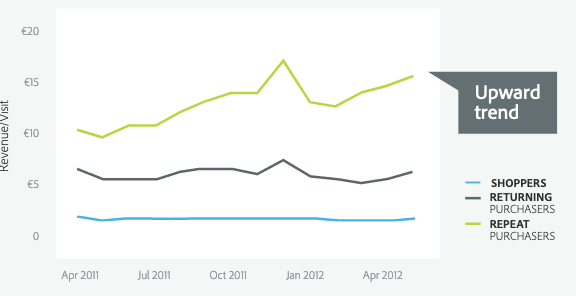 €20
€15
€10
€5
0
Revenue/Visit
Apr 2011
Jul 2011
Oct 2011
Jan 2012
Apr 2012
Upward
trend
SHOPPERS
RETURNING
PURCHASERS
REPEAT
PURCHASERS